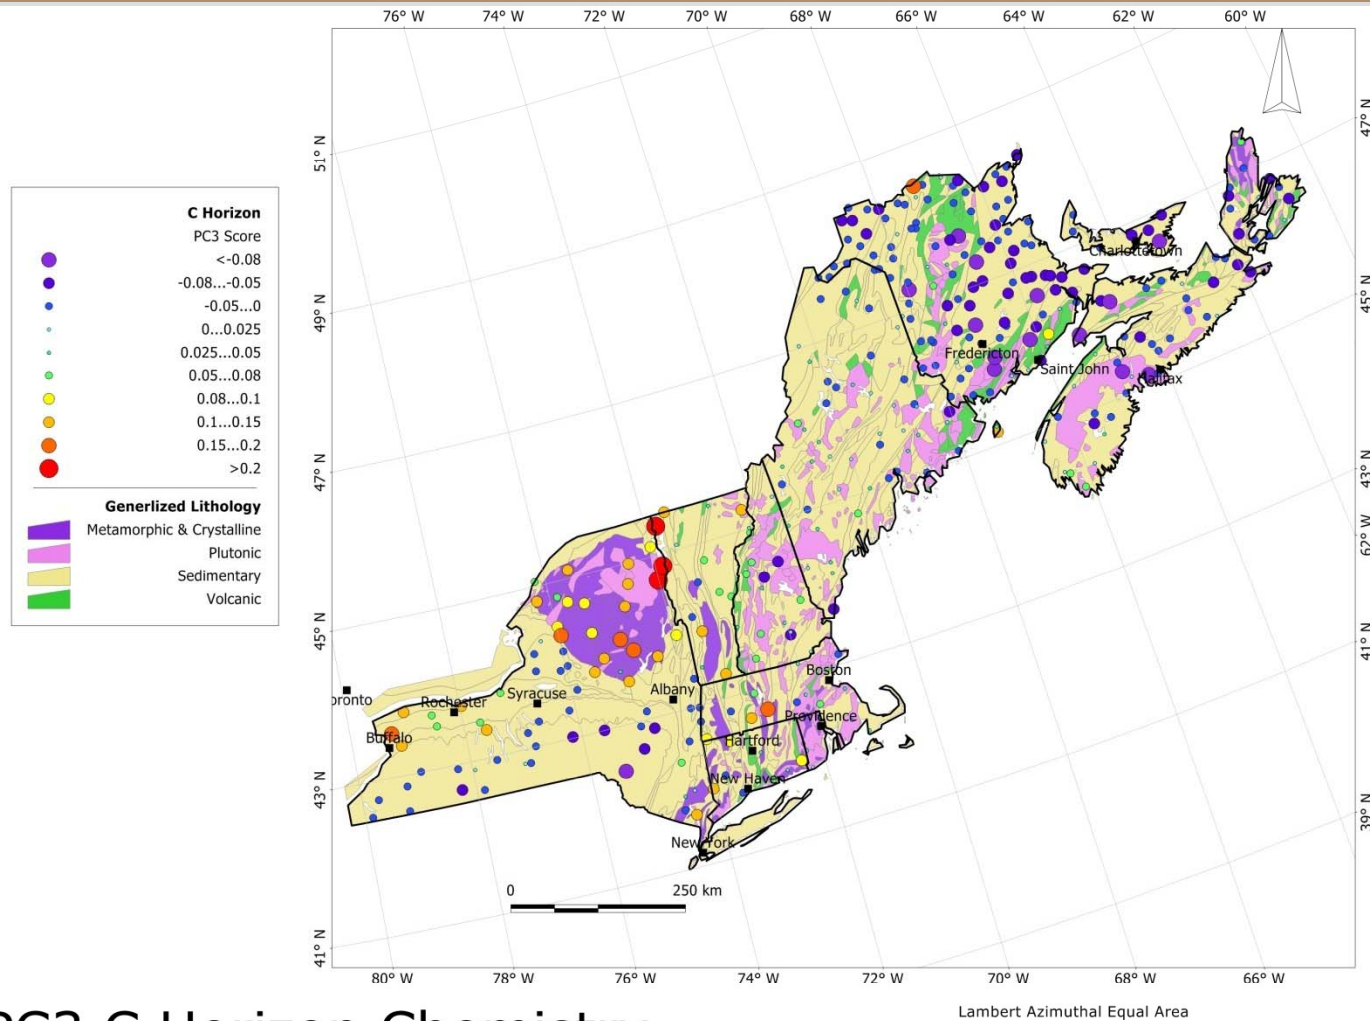 76° W 74° W 72° W 70° W 68° W 66° W 64° W 62° W 60° W
51° N
49° N
47° N
45° N
43° N
41° N
47° N
45° N
43° N
62° W
41° N
39° N
C Horizon
PC3 Score
<-0.08
-0.08...-0.05
-0.05...0
0...0.025
0.025...0.05
0.05...0.08
0.08...0.1
0.1...0.15
0.15...0.2
>0.2
Generlized Lithology
Metamorphic & Crystalline
Plutonic
Sedimentary
Volcanic
Charlottetown
Fredericton
Saint John
Halifax
Boston
Albany
Syracuse
Rochester
oronto
Providence
Buffalo
Hartford
New Haven
New York
0 250 km
80° W 78° W 76° W 74° W 72° W 70° W 68° W 66° W
Lambert Azimuthal Equal Area
PC3 C Horizon Chemistry